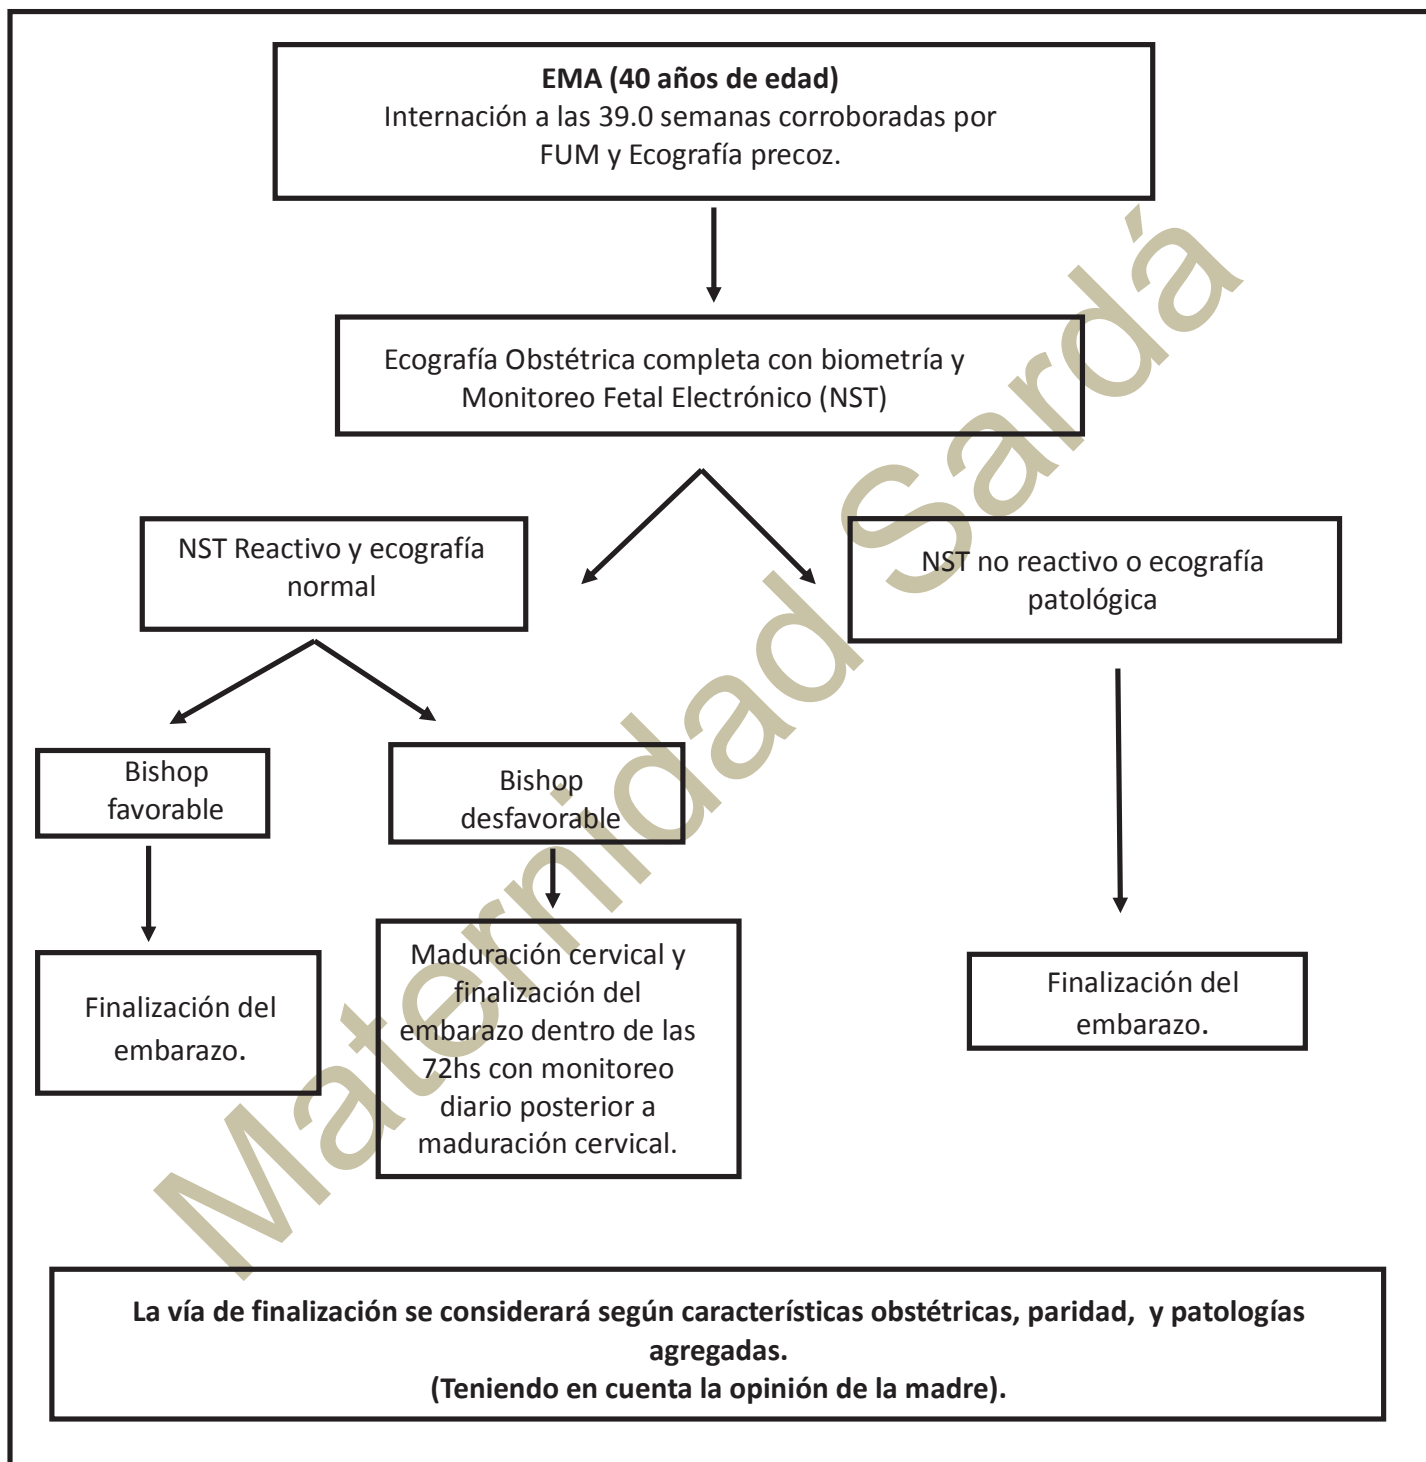 EMA (40 años de edad)
Internación a las 39.0 semanas corroboradas por
FUM y Ecografía precoz.
Ecografía Obstétrica completa con biometría y
Monitoreo Fetal Electrónico (NST)
NST Reactivo y ecografía
normal
NST no reactivo o ecografía
patológica
Bishop
favorable
Bishop
desfavorable
Finalización del
embarazo.
Maduración cervical y
finalización del
embarazo dentro de las
72hs con monitoreo
diario posterior a
maduración cervical.
Finalización del
embarazo.
La vía de finalización se considerará según características obstétricas, paridad, y patologías
agregadas.
(Teniendo en cuenta la opinión de la madre).
Maternidad Sardá